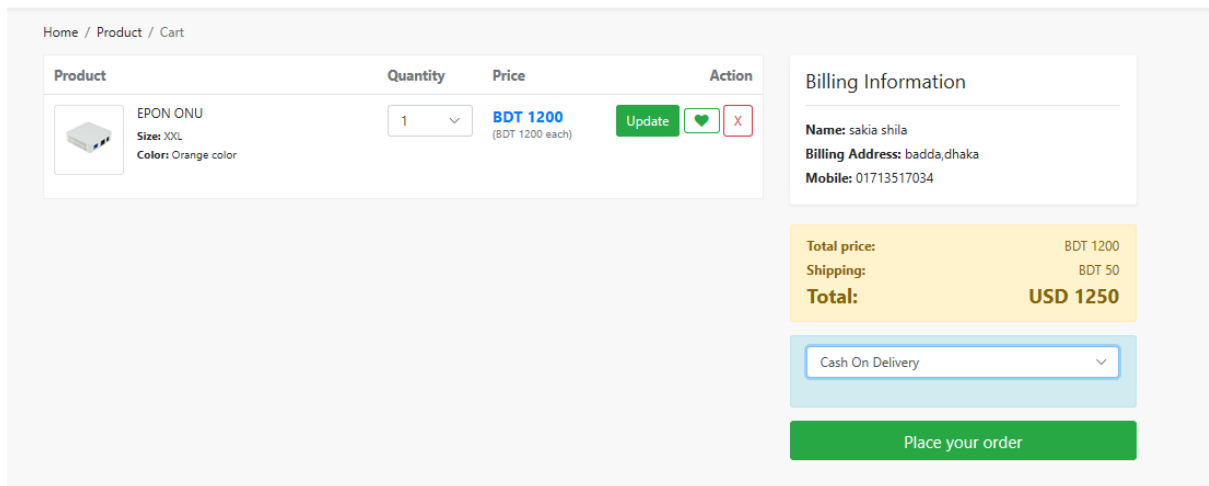 Home / Product / Cart
Product Quantity Price Action
EPON ONU
Size: XXL
Color: Orange color
1
BDT 1200
(BDT 1200 each)
Update
X
Billing Information
Name: sakia shila
Billing Address: badda,dhaka
Mobile: 01713517034
Total price: BDT 1200
Shipping: BDT 50
Total: USD 1250
Cash On Delivery
Place your order